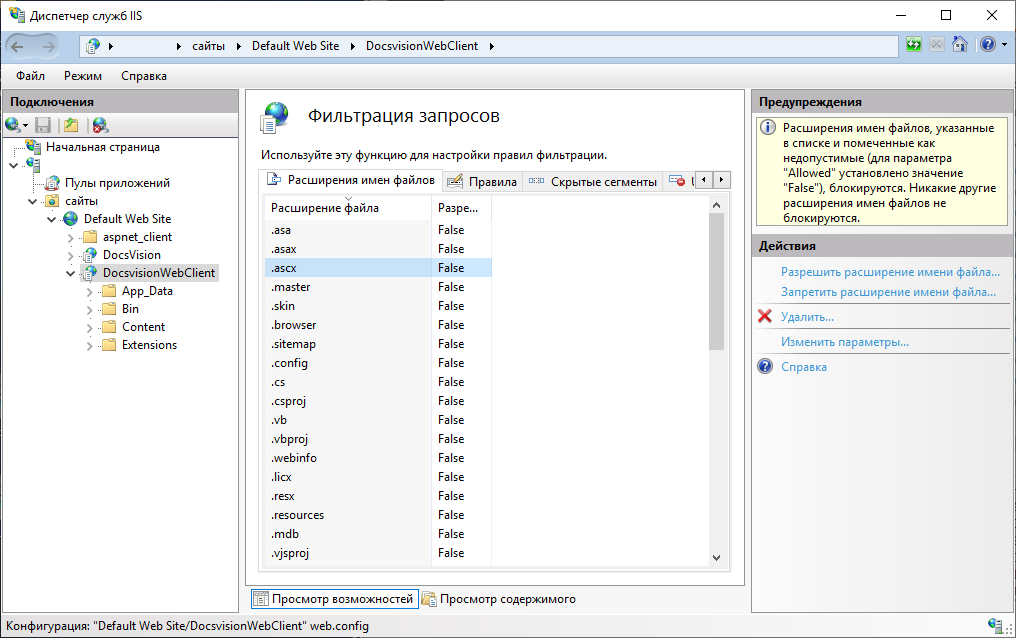 Диспетчер служб IIS
сайты
Default Web Site
DocsvisionWebClient
Файл Режим Справка
Подключения
Начальная страница
Пулы приложений
сайты
Default Web Site
aspnet_client
DocsVision
DocsvisionWebClient
App_Data
Bin
Content
Extensions
Фильтрация запросов
Используйте эту функцию для настройки правил фильтрации.
Расширения имен файлов Правила Скрытые сегменты
Расширение файла Разре...
.asa False
.asax False
.ascx False
.master False
.skin False
.browser False
.sitemap False
.config False
.cs False
.csproj False
.vb False
.vbproj False
.webinfo False
.licx False
.resx False
.resources False
.mdb False
.vjsproj False
Просмотр возможностей Просмотр содержимого
Предупреждения
Расширения имен файлов, указанные
в списке и помеченные как
недопустимые (для параметра
"Allowed" установлено значение
"False"), блокируются. Никакие другие
расширения имен файлов не
блокируются.
Действия
Разрешить расширение имени файла...
Запретить расширение имени файла...
Удалить...
Изменить параметры...
Справка
Конфигурация: "Default Web Site/DocsvisionWebClient" web.config